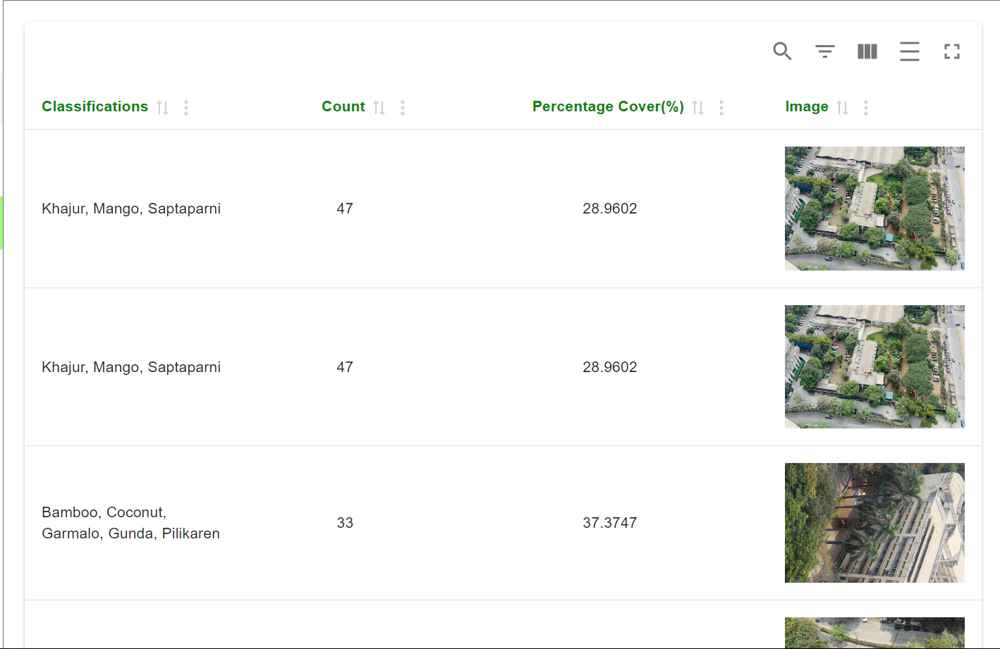 Classifications Count Percentage Cover(%) Image
Khajur, Mango, Saptaparni 47 28.9602
Khajur, Mango, Saptaparni 47 28.9602
Bamboo, Coconut,
Garmalo, Gunda, Pilikaren 33 37.3747